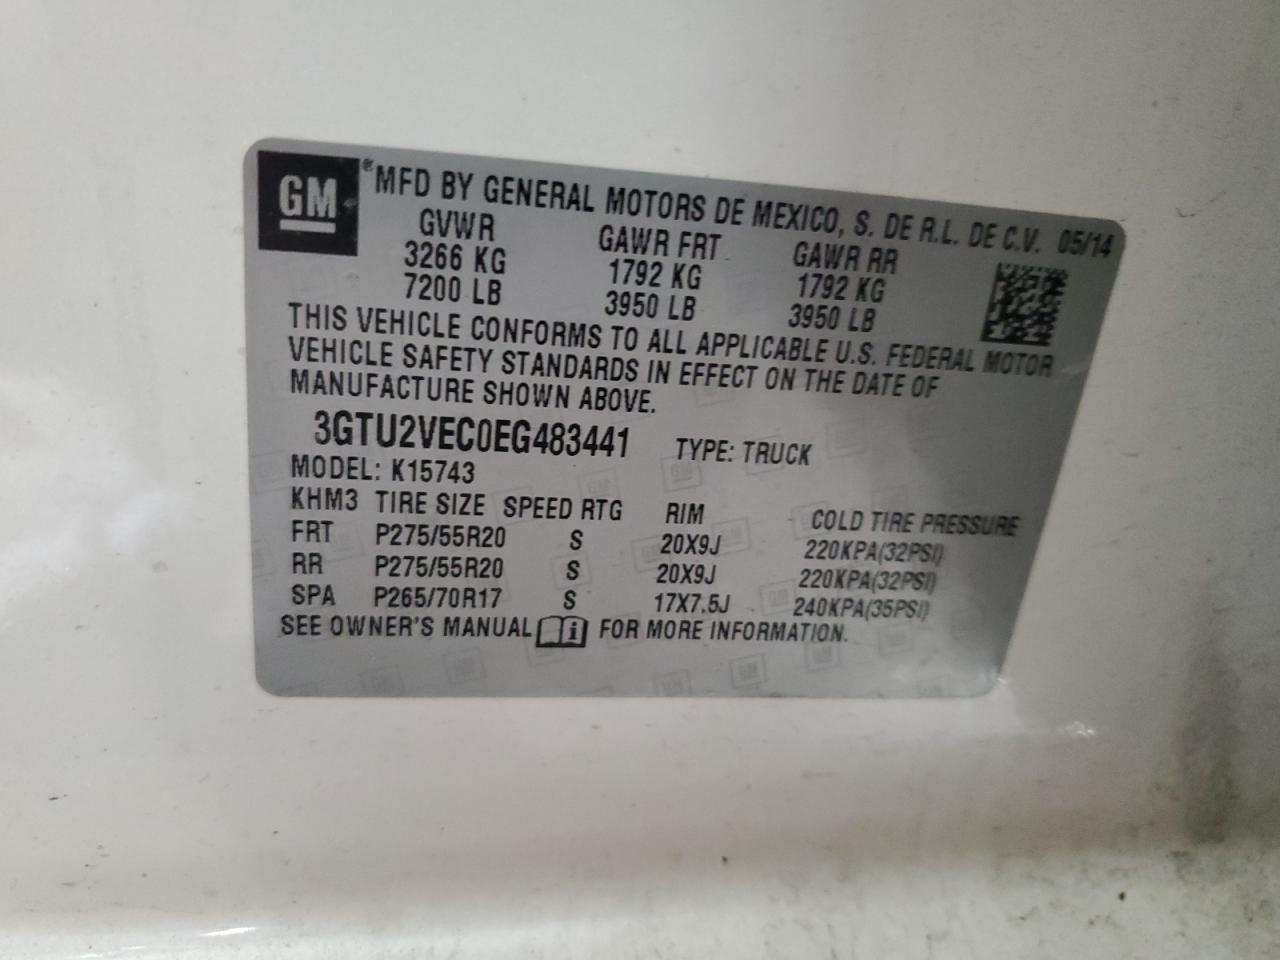 GM
®MFD BY GENERAL MOTORS DE MEXICO, S. DE R.L. DE C.V. 05/14
GVWR GAWR FRT GAWR RR
3266 KG 1792 KG 1792 KG
7200 LB 3950 LB 3950 LB
THIS VEHICLE CONFORMS TO ALL APPLICABLE U.S. FEDERAL MOTOR
VEHICLE SAFETY STANDARDS IN EFFECT ON THE DATE OF
MANUFACTURE SHOWN ABOVE.
3GTU2VEC0EG483441 TYPE: TRUCK
MODEL: K15743
KHM3 TIRE SIZE SPEED RTG RIM COLD TIRE PRESSURE
FRT P275/55R20 S 20X9J 220KPA(32PSI)
RR P275/55R20 S 20X9J 220KPA(32PSI)
SPA P265/70R17 S 17X7.5J 240KPA(35PSI)
SEE OWNER'S MANUAL i FOR MORE INFORMATION.